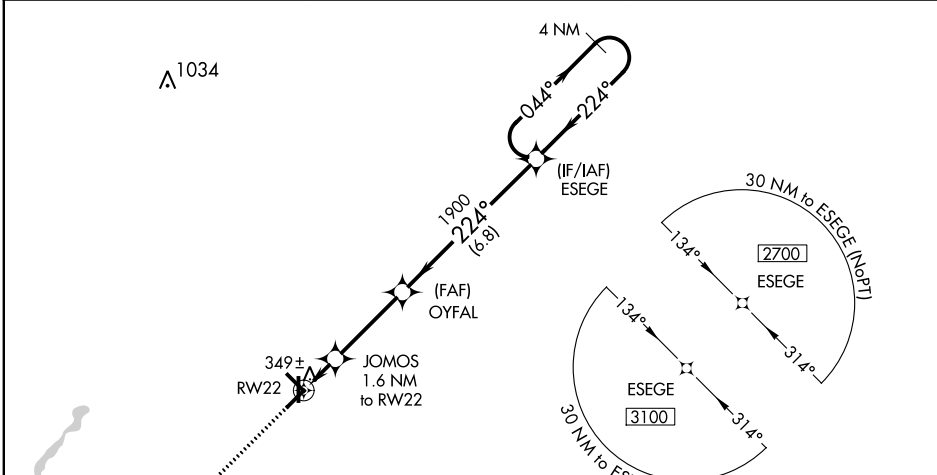 4 NM
1034
044°
224°
(IF/IAF)
ESEGE
1900
224°
(6.8)
30 NM to ESEGE (NoPT)
134°
2700
ESEGE
314°
(FAF)
OYFAL
134°
349±
JOMOS
1.6 NM
to RW22
RW22
ESEGE
3100
314°
30 NM to